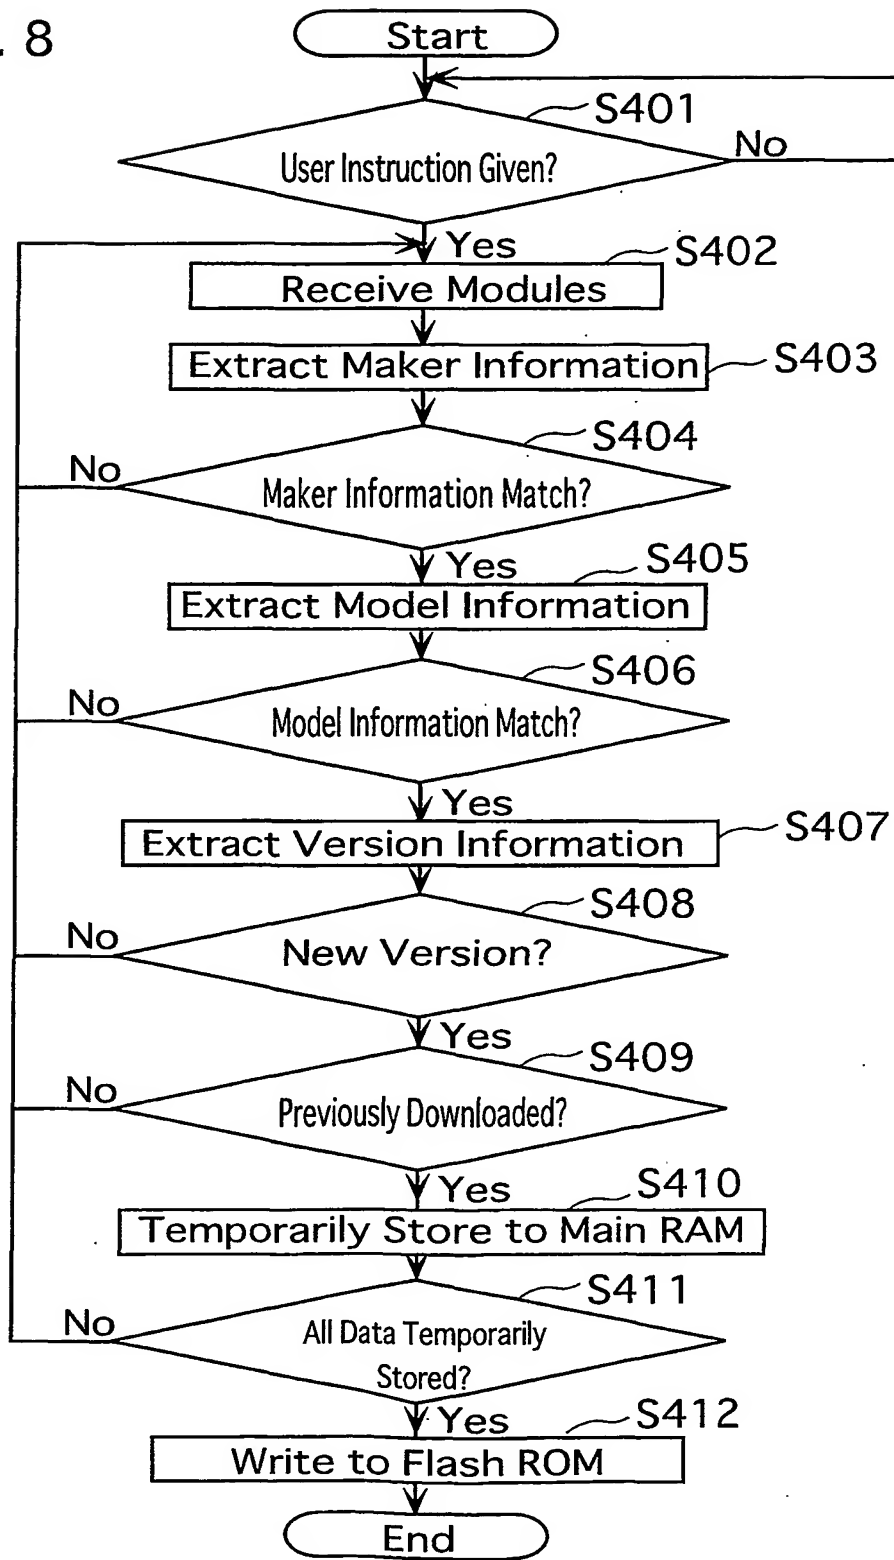 . 8
Start
S401
User Instruction Given?
No
Yes
S402
Receive Modules
Extract Maker Information
S403
S404
No
Maker Information Match?
Yes
S405
Extract Model Information
S406
No
Model Information Match?
Yes
Extract Version Information
S407
S408
No
New Version?
Yes
S409
No
Previously Downloaded?
Yes
S410
Temporarily Store to Main RAM
S411
No
All Data Temporarily
Stored?
Yes
S412
Write to Flash ROM
End